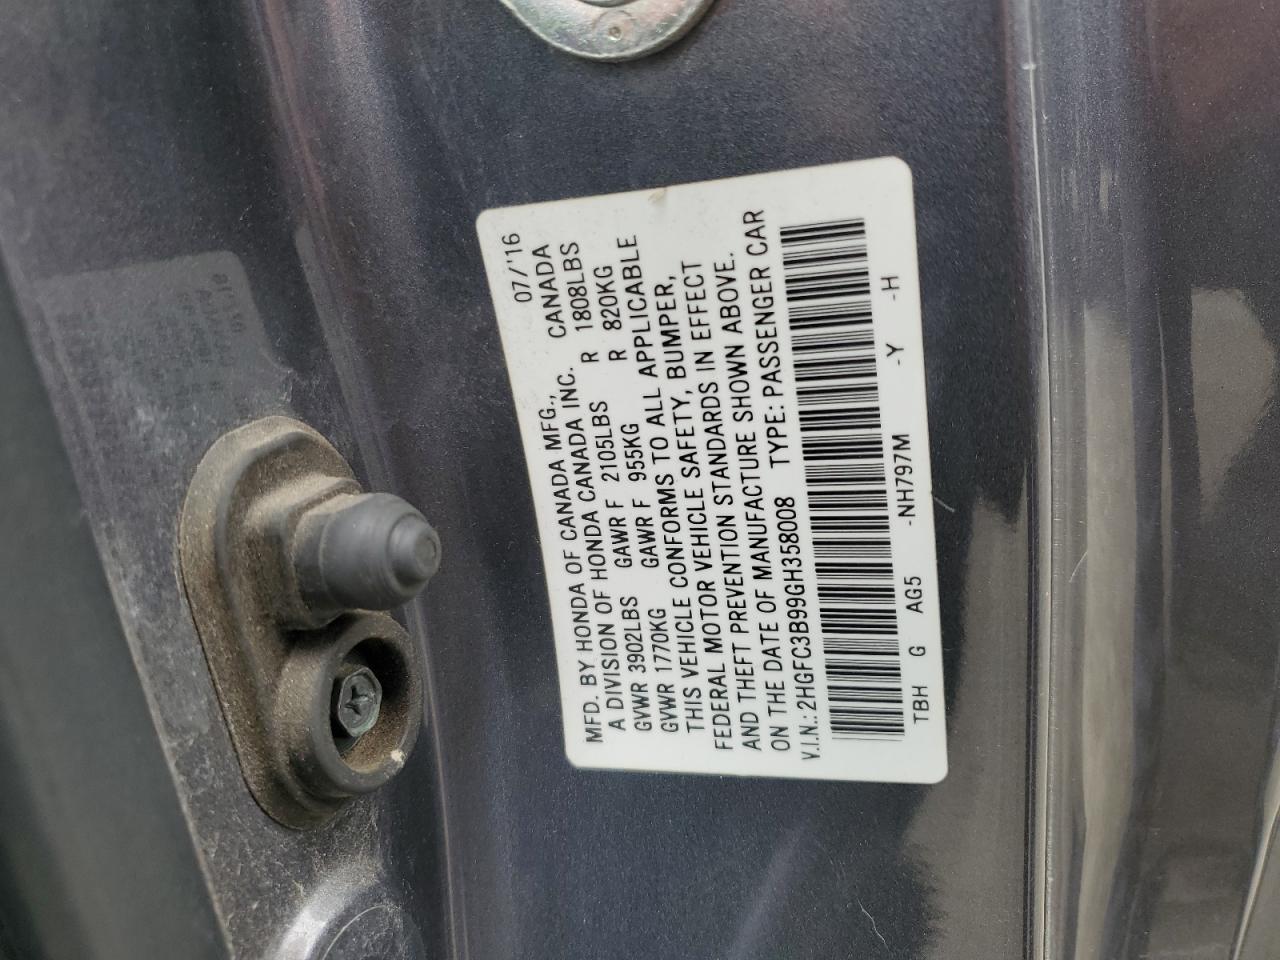 MFD. BY HONDA OF CANADA MFG., 07/'16
A DIVISION OF HONDA CANADA INC. CANADA
GVWR 3902LBS GAWR F 2105LBS R 1808LBS
GVWR 1770KG GAWR F 955KG R 820KG
THIS VEHICLE CONFORMS TO ALL APPLICABLE
FEDERAL MOTOR VEHICLE SAFETY, BUMPER,
AND THEFT PREVENTION STANDARDS IN EFFECT
ON THE DATE OF MANUFACTURE SHOWN ABOVE.
V.I.N.: 2HGFC3B99GH358008 TYPE: PASSENGER CAR
TBH G AG5 -NH797M -Y -H